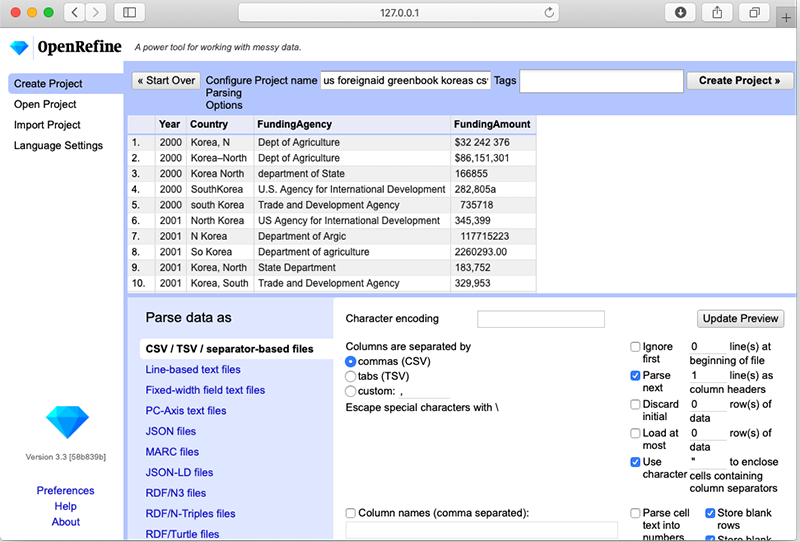 127.0.0.1
OpenRefine A power tool for working with messy data.
Create Project
Open Project
Import Project
Language Settings
« Start Over
Configure Parsing Options
Project name us foreignaid greenbook koreas cs
Tags
Create Project »
Year Country FundingAgency FundingAmount
1. 2000 Korea, N Dept of Agriculture $32 242 376
2. 2000 Korea–North Dept of Agriculture $86,151,301
3. 2000 Korea North department of State 166855
4. 2000 SouthKorea U.S. Agency for International Development 282,805a
5. 2000 south Korea Trade and Development Agency 735718
6. 2001 North Korea US Agency for International Development 345,399
7. 2001 N Korea Department of Argic 117715223
8. 2001 So Korea Department of agriculture 2260293.00
9. 2001 Korea, North State Department 183,752
10. 2001 Korea, South Trade and Development Agency 329,953
Parse data as
CSV / TSV / separator-based files
Line-based text files
Fixed-width field text files
PC-Axis text files
JSON files
MARC files
JSON-LD files
RDF/N3 files
RDF/N-Triples files
RDF/Turtle files
Character encoding
Update Preview
Columns are separated by
commas (CSV)
tabs (TSV)
custom: ,
Escape special characters with \
Ignore first 0 line(s) at beginning of file
Parse next 1 line(s) as column headers
Discard initial 0 row(s) of data
Load at most 0 row(s) of data
Use character " to enclose cells containing column separators
Column names (comma separated):
Parse cell text into numbers
Store blank rows
Store blank
Version 3.3 [58b839b]
Preferences
Help
About